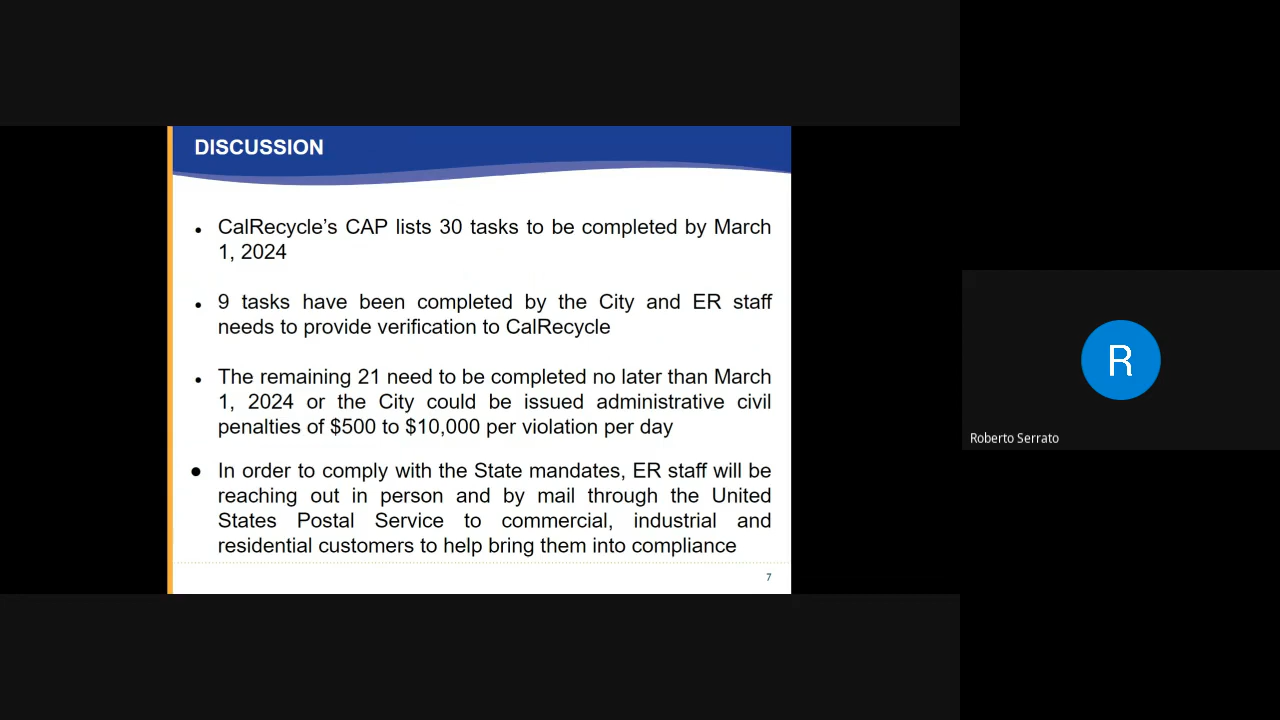 DISCUSSION
• CalRecycle’s CAP lists 30 tasks to be completed by March
1, 2024
• 9 tasks have been completed by the City and ER staff
needs to provide verification to CalRecycle
• The remaining 21 need to be completed no later than March
1, 2024 or the City could be issued administrative civil
penalties of $500 to $10,000 per violation per day
• In order to comply with the State mandates, ER staff will be
reaching out in person and by mail through the United
States Postal Service to commercial, industrial and
residential customers to help bring them into compliance
7
R
Roberto Serrato